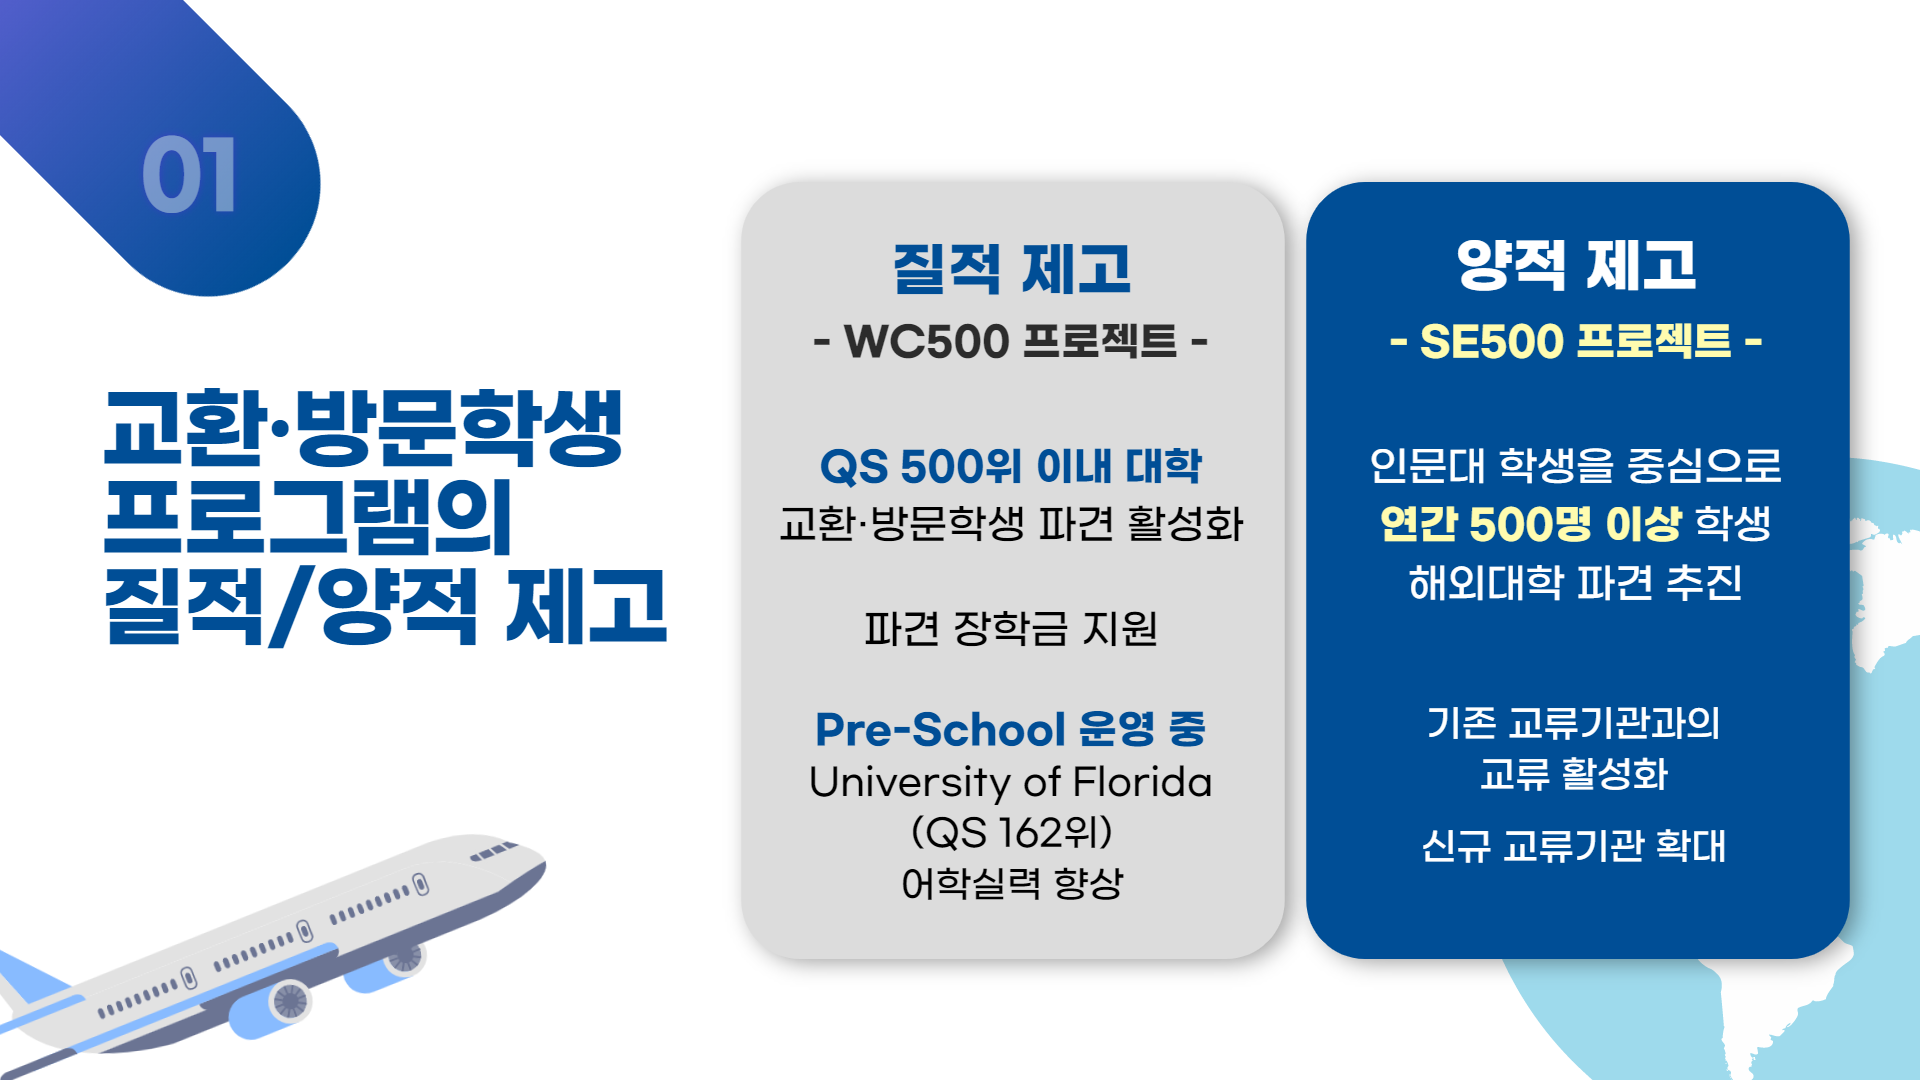 01
교환·방문학생
프로그램의
질적/양적 제고
질적 제고
- WC500 프로젝트 -
QS 500위 이내 대학
교환·방문학생 파견 활성화
파견 장학금 지원
Pre-School 운영 중
University of Florida
(QS 162위)
어학실력 향상
양적 제고
- SE500 프로젝트 -
인문대 학생을 중심으로
연간 500명 이상 학생
해외대학 파견 추진
기존 교류기관과의
교류 활성화
신규 교류기관 확대